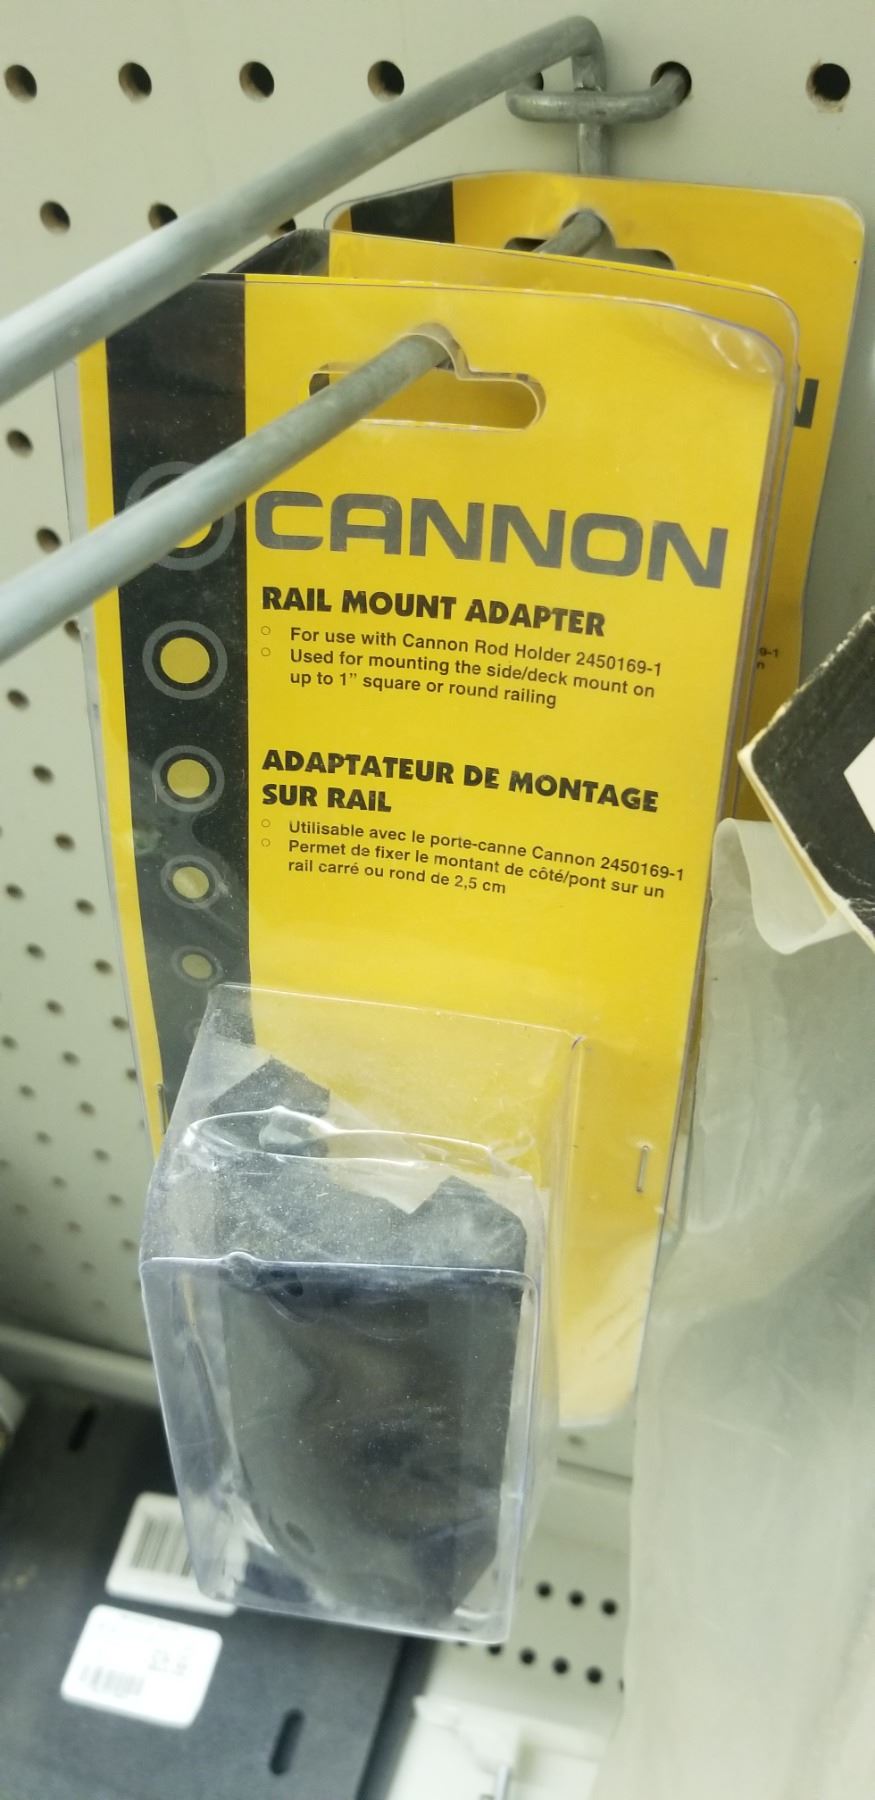 CANNON
RAIL MOUNT ADAPTER
○ For use with Cannon Rod Holder 2450169-1
○ Used for mounting the side/deck mount on
up to 1” square or round railing
ADAPTATEUR DE MONTAGE
SUR RAIL
○ Utilisable avec le porte-canne Cannon 2450169-1
○ Permet de fixer le montant de côté/pont sur un
rail carré ou rond de 2,5 cm
N
9-1
n